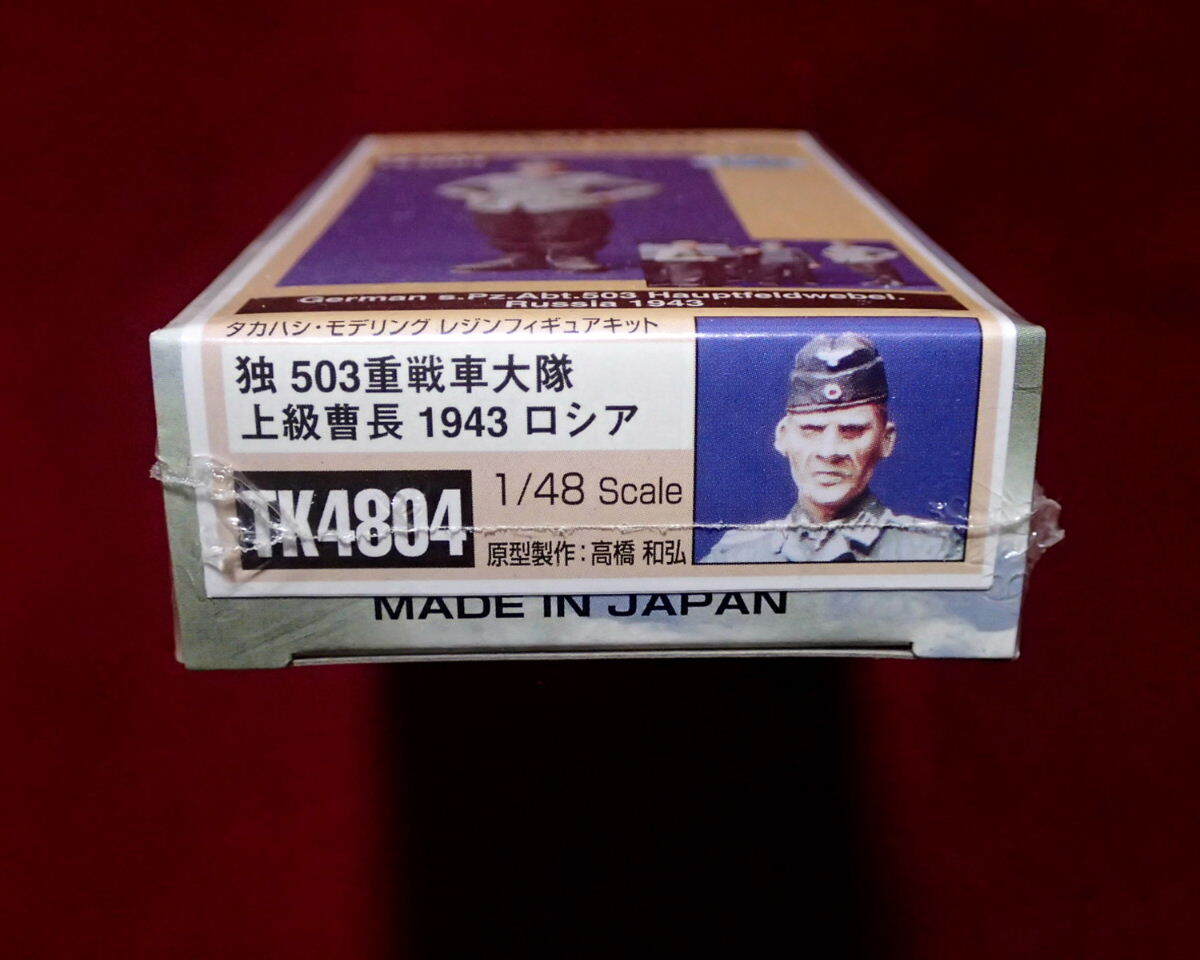 German s.Pz.Abt.503 Hauptfeldwebel.
Russia 1943
タカハシ・モデリング レジンフィギュアキット
独 503重戦車大隊
上級曹長 1943 ロシア
TK4804
1/48 Scale
原型製作：高橋 和弘
MADE IN JAPAN